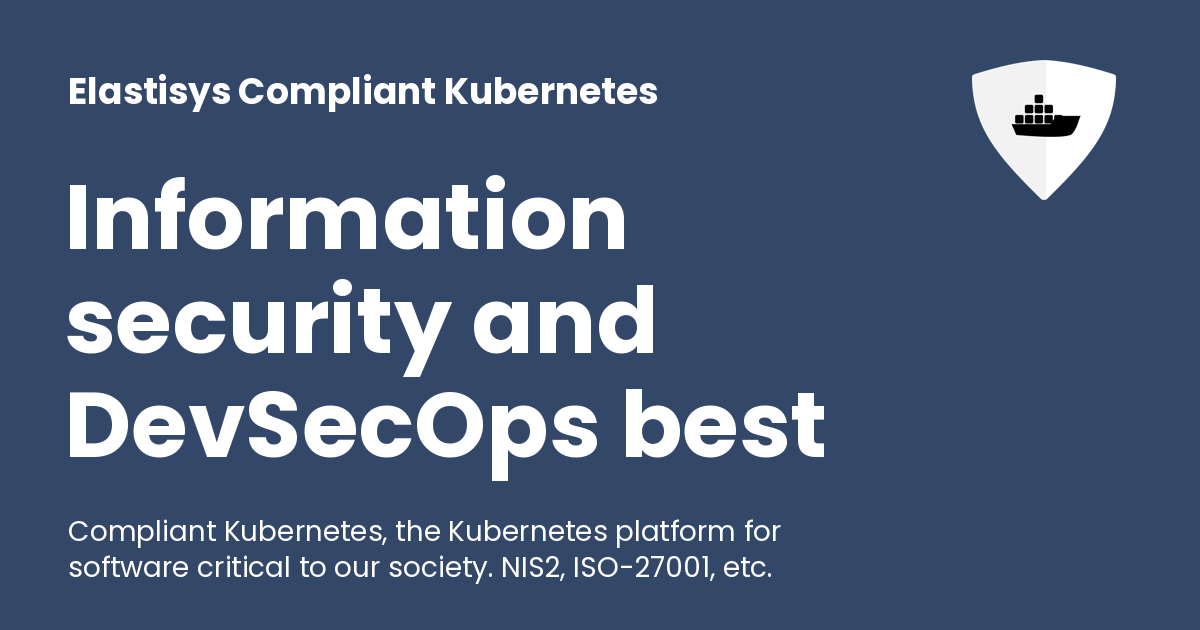 Elastisys Compliant Kubernetes
Information
security and
DevSecOps best
Compliant Kubernetes, the Kubernetes platform for
software critical to our society. NIS2, ISO-27001, etc.